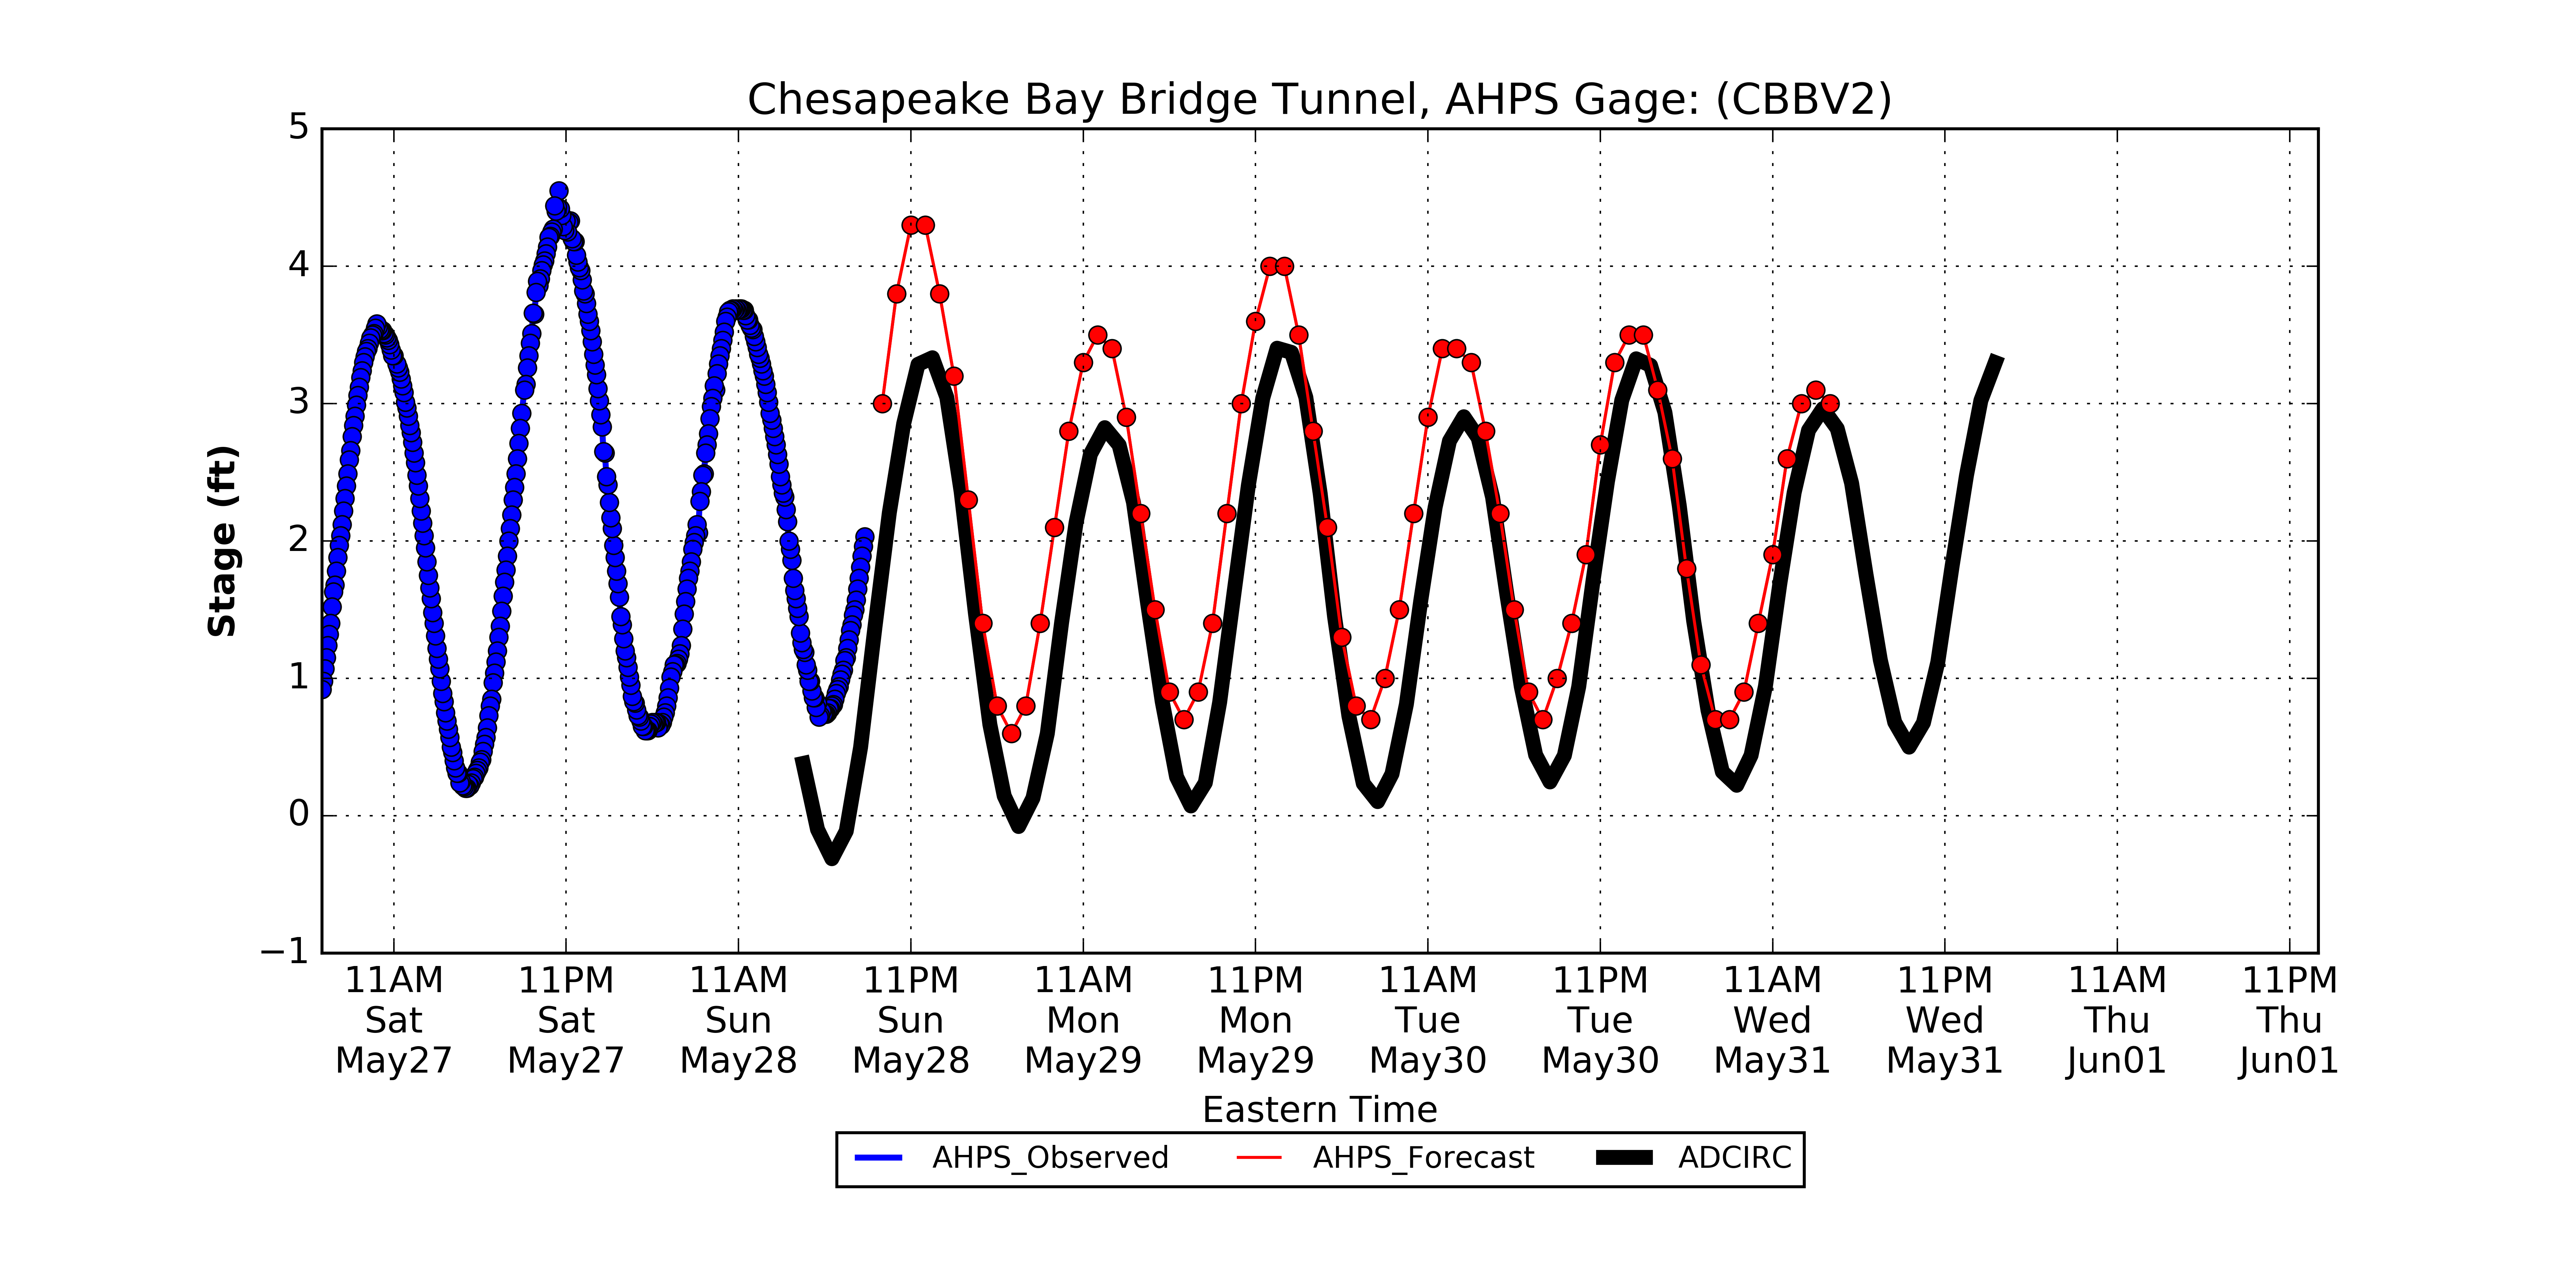 Chesapeake Bay Bridge Tunnel, AHPS Gage: (CBBV2)
5
4
3
2
1
0
−1
Stage (ft)
11AM 11PM 11AM 11PM 11AM 11PM 11AM 11PM 11AM 11PM 11AM 11PM
Sat Sat Sun Sun Mon Mon Tue Tue Wed Wed Thu Thu
May27 May27 May28 May28 May29 May29 May30 May30 May31 May31 Jun01 Jun01
Eastern Time
AHPS_Observed AHPS_Forecast ADCIRC